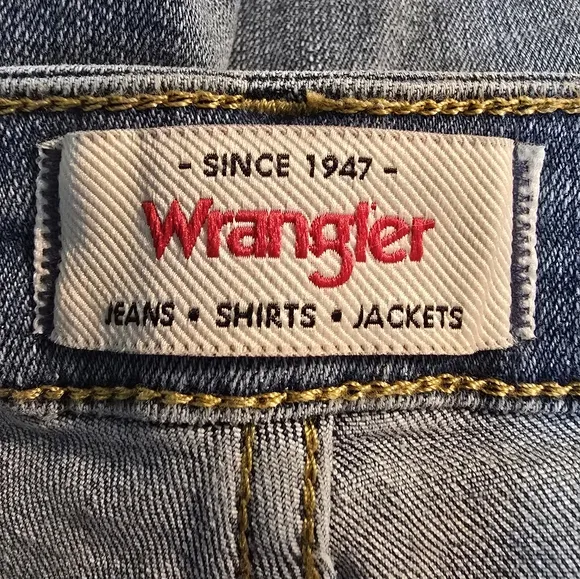 - SINCE 1947 -
Wrangler
JEANS • SHIRTS • JACKETS